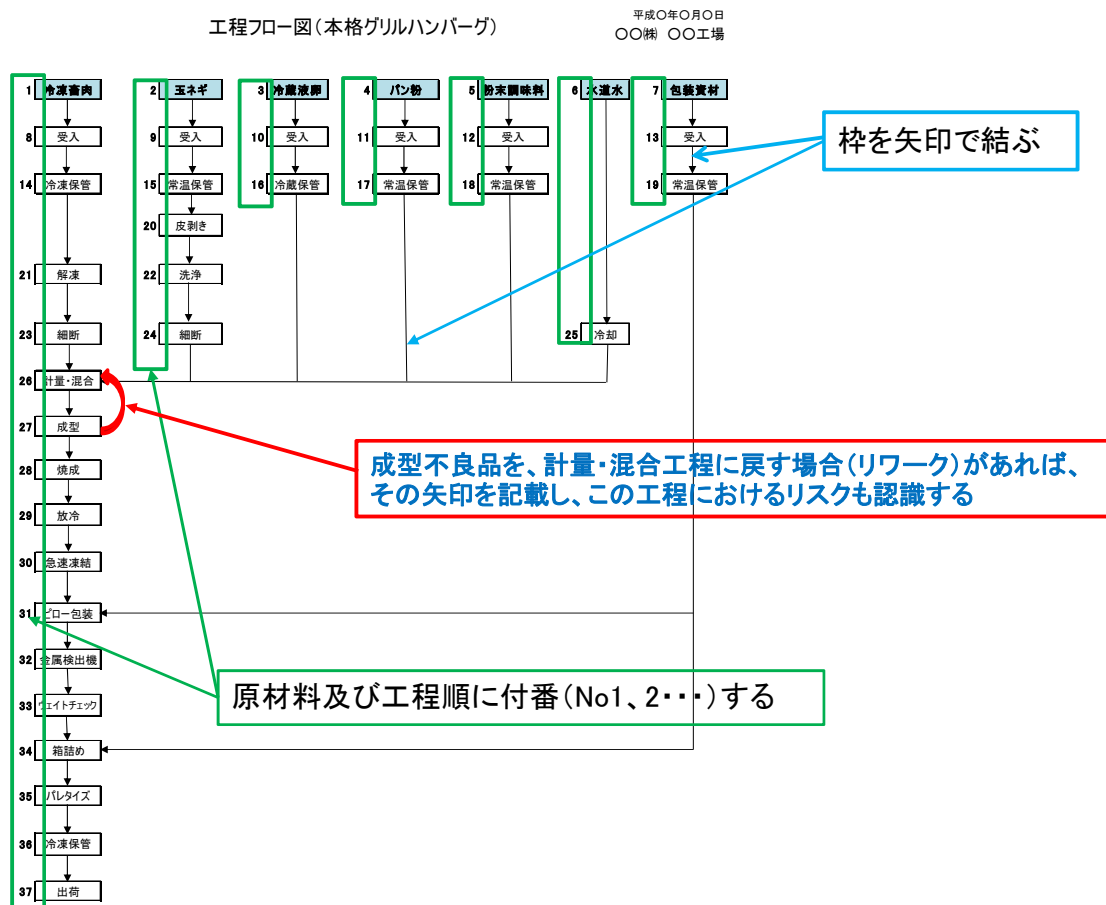 工程フロー図(本格グリルハンバーグ)
平成〇年〇月〇日
〇〇㈱ 〇〇工場
1 冷凍畜肉 2 玉ネギ 3 冷蔵液卵 4 パン粉 5 粉末調味料 6 水道水 7 包装資材
8 受入 9 受入 10 受入 11 受入 12 受入 13 受入
枠を矢印で結ぶ
14 冷凍保管 15 常温保管 16 冷蔵保管 17 常温保管 18 常温保管 19 常温保管
20 皮剥き
21 解凍 22 洗浄
23 細断 24 細断 25 冷却
26 計量・混合
27 成型
成型不良品を、計量・混合工程に戻す場合(リワーク)があれば、
その矢印を記載し、この工程におけるリスクも認識する
28 焼成
29 放冷
30 急速凍結
31 ピロー包装
32 金属検出機
原材料及び工程順に付番(No1、2・・・)する
33 ウェイトチェック
34 箱詰め
35 パレタイズ
36 冷凍保管
37 出荷